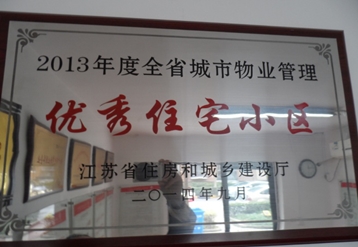 2013年度全省城市物业管理
优秀住宅小区
江苏省住房和城乡建设厅
二〇一四年九月